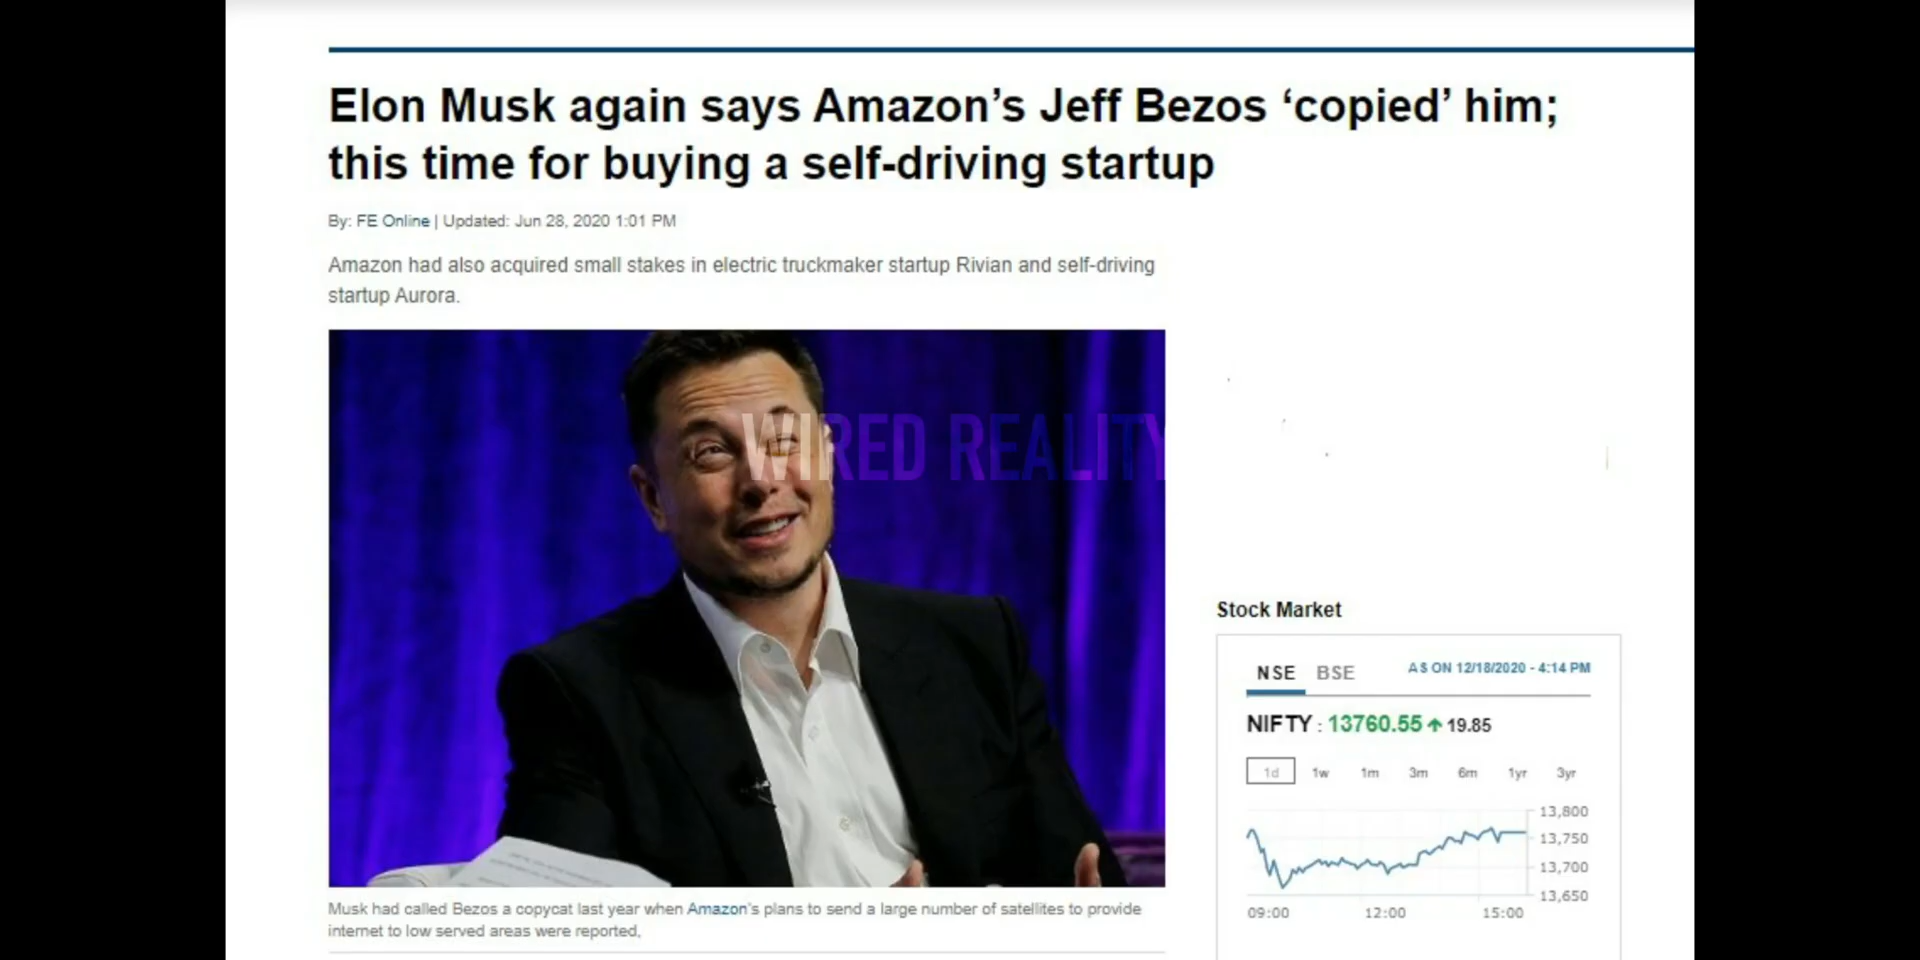 Elon Musk again says Amazon’s Jeff Bezos ‘copied’ him;
this time for buying a self-driving startup
By: FE Online | Updated: Jun 28, 2020 1:01 PM
Amazon had also acquired small stakes in electric truckmaker startup Rivian and self-driving
startup Aurora.
WIRED REALITY
Musk had called Bezos a copycat last year when Amazon's plans to send a large number of satellites to provide
internet to low served areas were reported,
Stock Market
NSE BSE AS ON 12/18/2020 - 4:14 PM
NIFTY : 13760.55 ↑ 19.85
1d 1w 1m 3m 6m 1yr 3yr
13,800
13,750
13,700
13,650
09:00 12:00 15:00